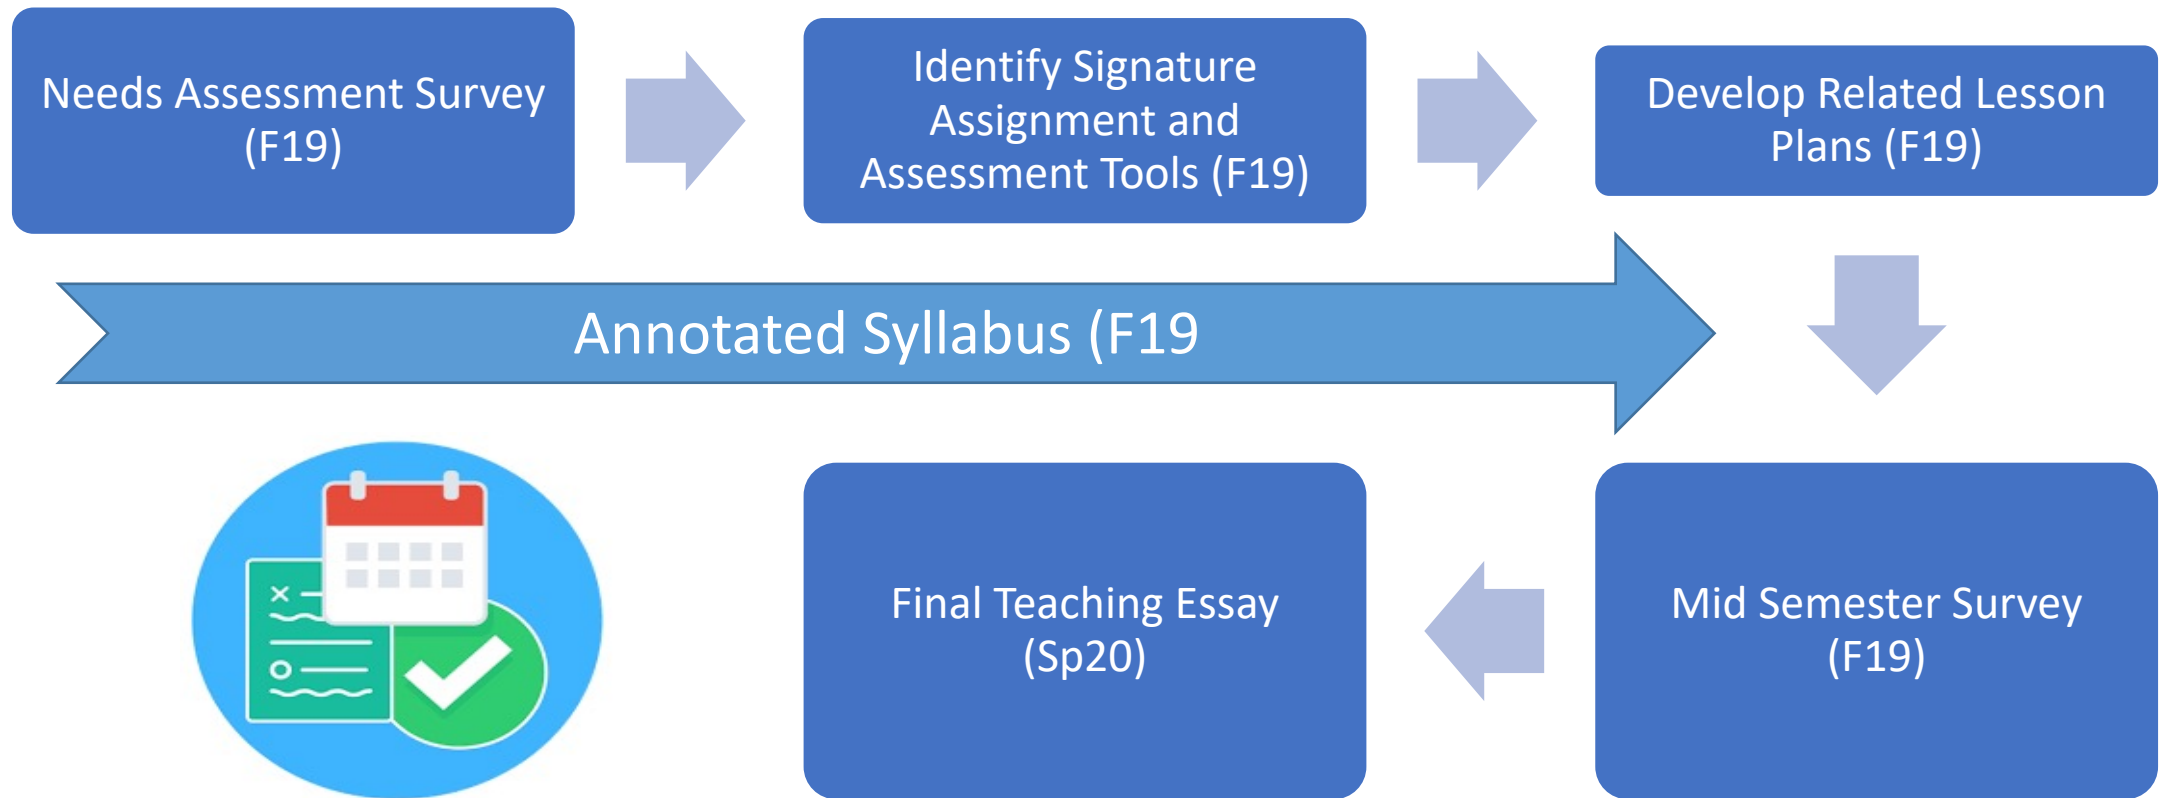 Needs Assessment Survey
(F19)
Identify Signature
Assignment and
Assessment Tools (F19)
Develop Related Lesson
Plans (F19)
Annotated Syllabus (F19
Mid Semester Survey
(F19)
Final Teaching Essay
(Sp20)